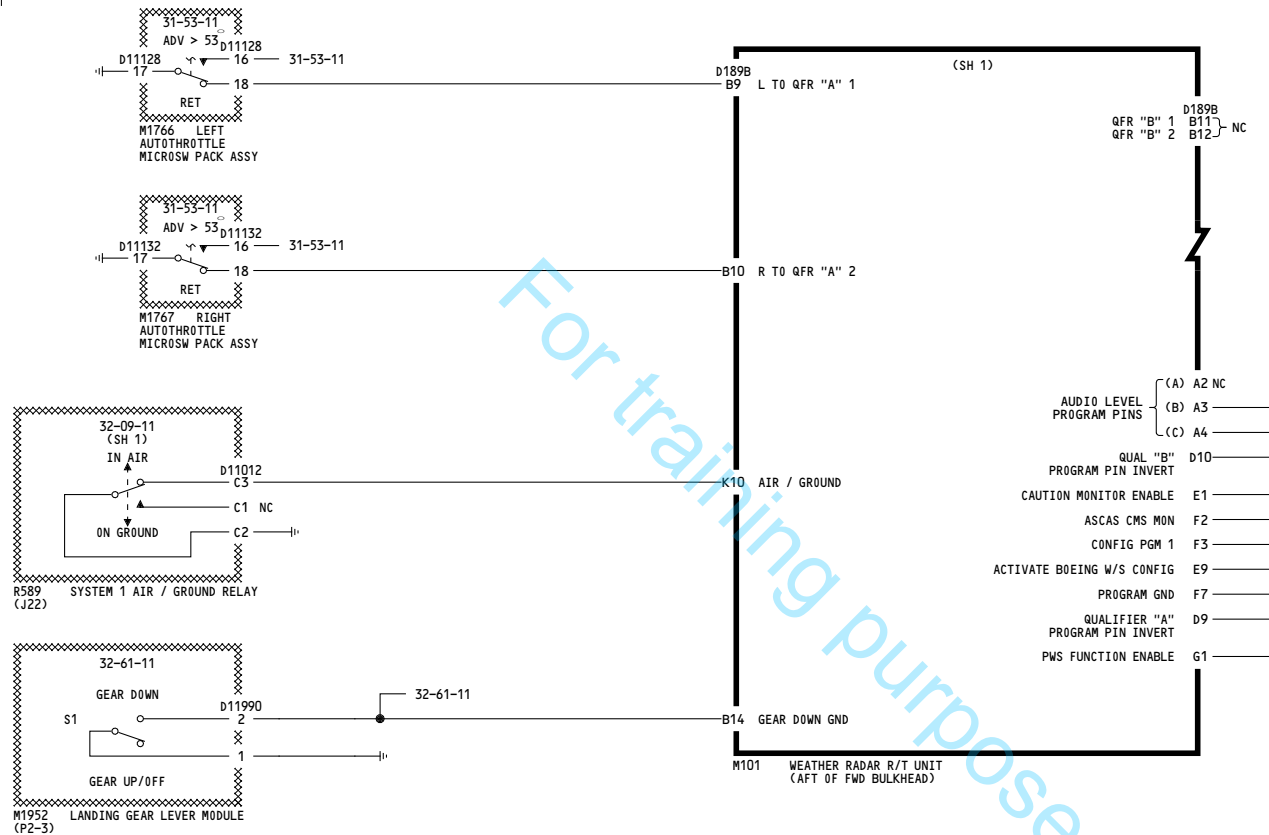 31-53-11
ADV > 53°
D11128
16
31-53-11
D11128
17
18
RET
M1766 LEFT
AUTOTHROTTLE
MICROSW PACK ASSY
31-53-11
ADV > 53°
D11132
16
31-53-11
D11132
17
18
RET
M1767 RIGHT
AUTOTHROTTLE
MICROSW PACK ASSY
32-09-11
(SH 1)
IN AIR
D11012
C3
C1 NC
ON GROUND
C2
R589 SYSTEM 1 AIR / GROUND RELAY
(J22)
32-61-11
GEAR DOWN
32-61-11
D11990
S1
2
1
GEAR UP/OFF
M1952 LANDING GEAR LEVER MODULE
(P2-3)
(SH 1)
D189B
B9 L TO QFR "A" 1
B10 R TO QFR "A" 2
K10 AIR / GROUND
B14 GEAR DOWN GND
D189B
QFR "B" 1 B11
QFR "B" 2 B12
NC
AUDIO LEVEL
PROGRAM PINS
(A) A2 NC
(B) A3
(C) A4
QUAL "B" D10
PROGRAM PIN INVERT
CAUTION MONITOR ENABLE E1
ASCAS CMS MON F2
CONFIG PGM 1 F3
ACTIVATE BOEING W/S CONFIG E9
PROGRAM GND F7
QUALIFIER "A" D9
PROGRAM PIN INVERT
PWS FUNCTION ENABLE G1
M101 WEATHER RADAR R/T UNIT
(AFT OF FWD BULKHEAD)
For training purpose